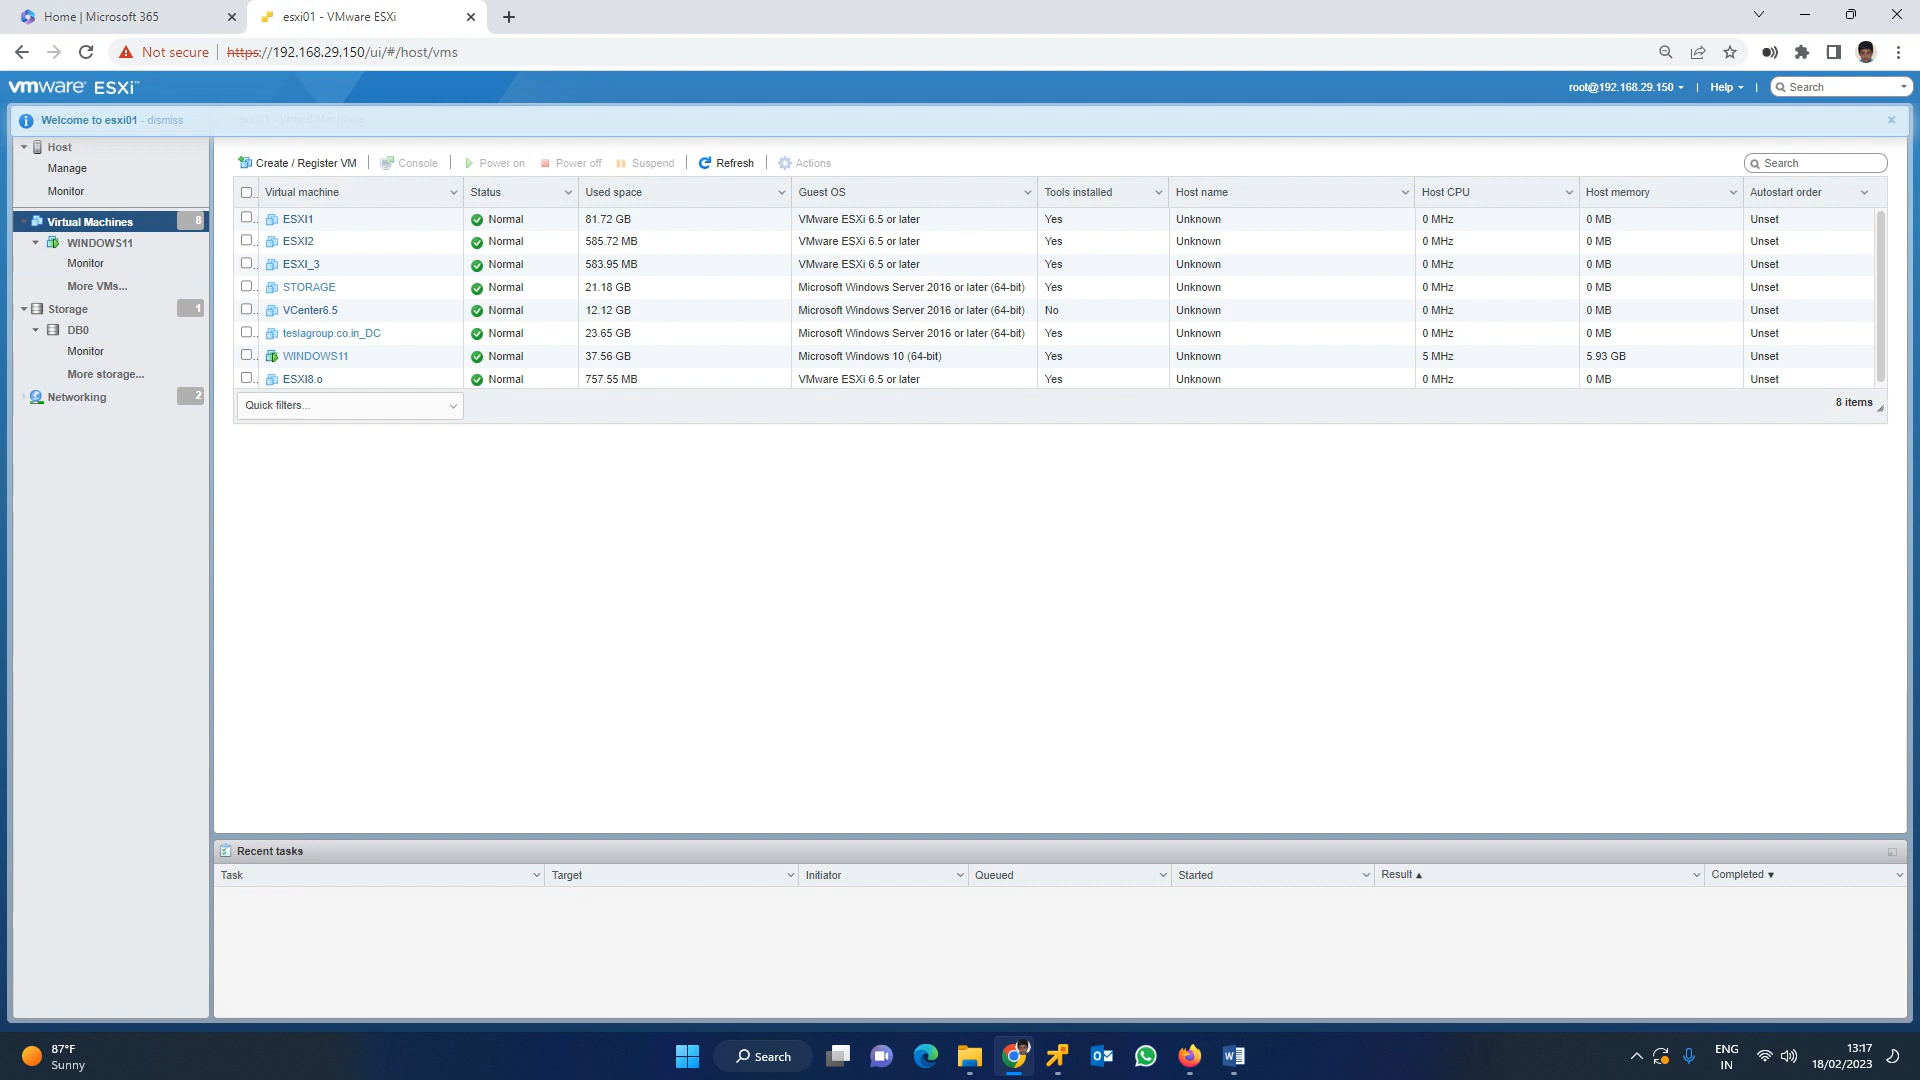 Home | Microsoft 365
esxi01 - VMware ESXi
Not secure
https://192.168.29.150/ui/#/host/vms
vmware ESXi™
root@192.168.29.150
Help
Search
Welcome to esxi01 - dismiss
Host
Manage
Monitor
Virtual Machines 8
WINDOWS11
Monitor
More VMs...
Storage 1
DB0
Monitor
More storage...
Networking 2
Create / Register VM
Console
Power on
Power off
Suspend
Refresh
Actions
Search
Virtual machine Status Used space Guest OS Tools installed Host name Host CPU Host memory Autostart order
ESXI1 Normal 81.72 GB VMware ESXi 6.5 or later Yes Unknown 0 MHz 0 MB Unset
ESXI2 Normal 585.72 MB VMware ESXi 6.5 or later Yes Unknown 0 MHz 0 MB Unset
ESXI_3 Normal 583.95 MB VMware ESXi 6.5 or later Yes Unknown 0 MHz 0 MB Unset
STORAGE Normal 21.18 GB Microsoft Windows Server 2016 or later (64-bit) Yes Unknown 0 MHz 0 MB Unset
VCenter6.5 Normal 12.12 GB Microsoft Windows Server 2016 or later (64-bit) No Unknown 0 MHz 0 MB Unset
teslagroup.co.in_DC Normal 23.65 GB Microsoft Windows Server 2016 or later (64-bit) Yes Unknown 0 MHz 0 MB Unset
WINDOWS11 Normal 37.56 GB Microsoft Windows 10 (64-bit) Yes Unknown 5 MHz 5.93 GB Unset
ESXI8.o Normal 757.55 MB VMware ESXi 6.5 or later Yes Unknown 0 MHz 0 MB Unset
Quick filters...
8 items
Recent tasks
Task Target Initiator Queued Started Result ▲ Completed ▼
87°F
Sunny
Search
ENG
IN
13:17
18/02/2023